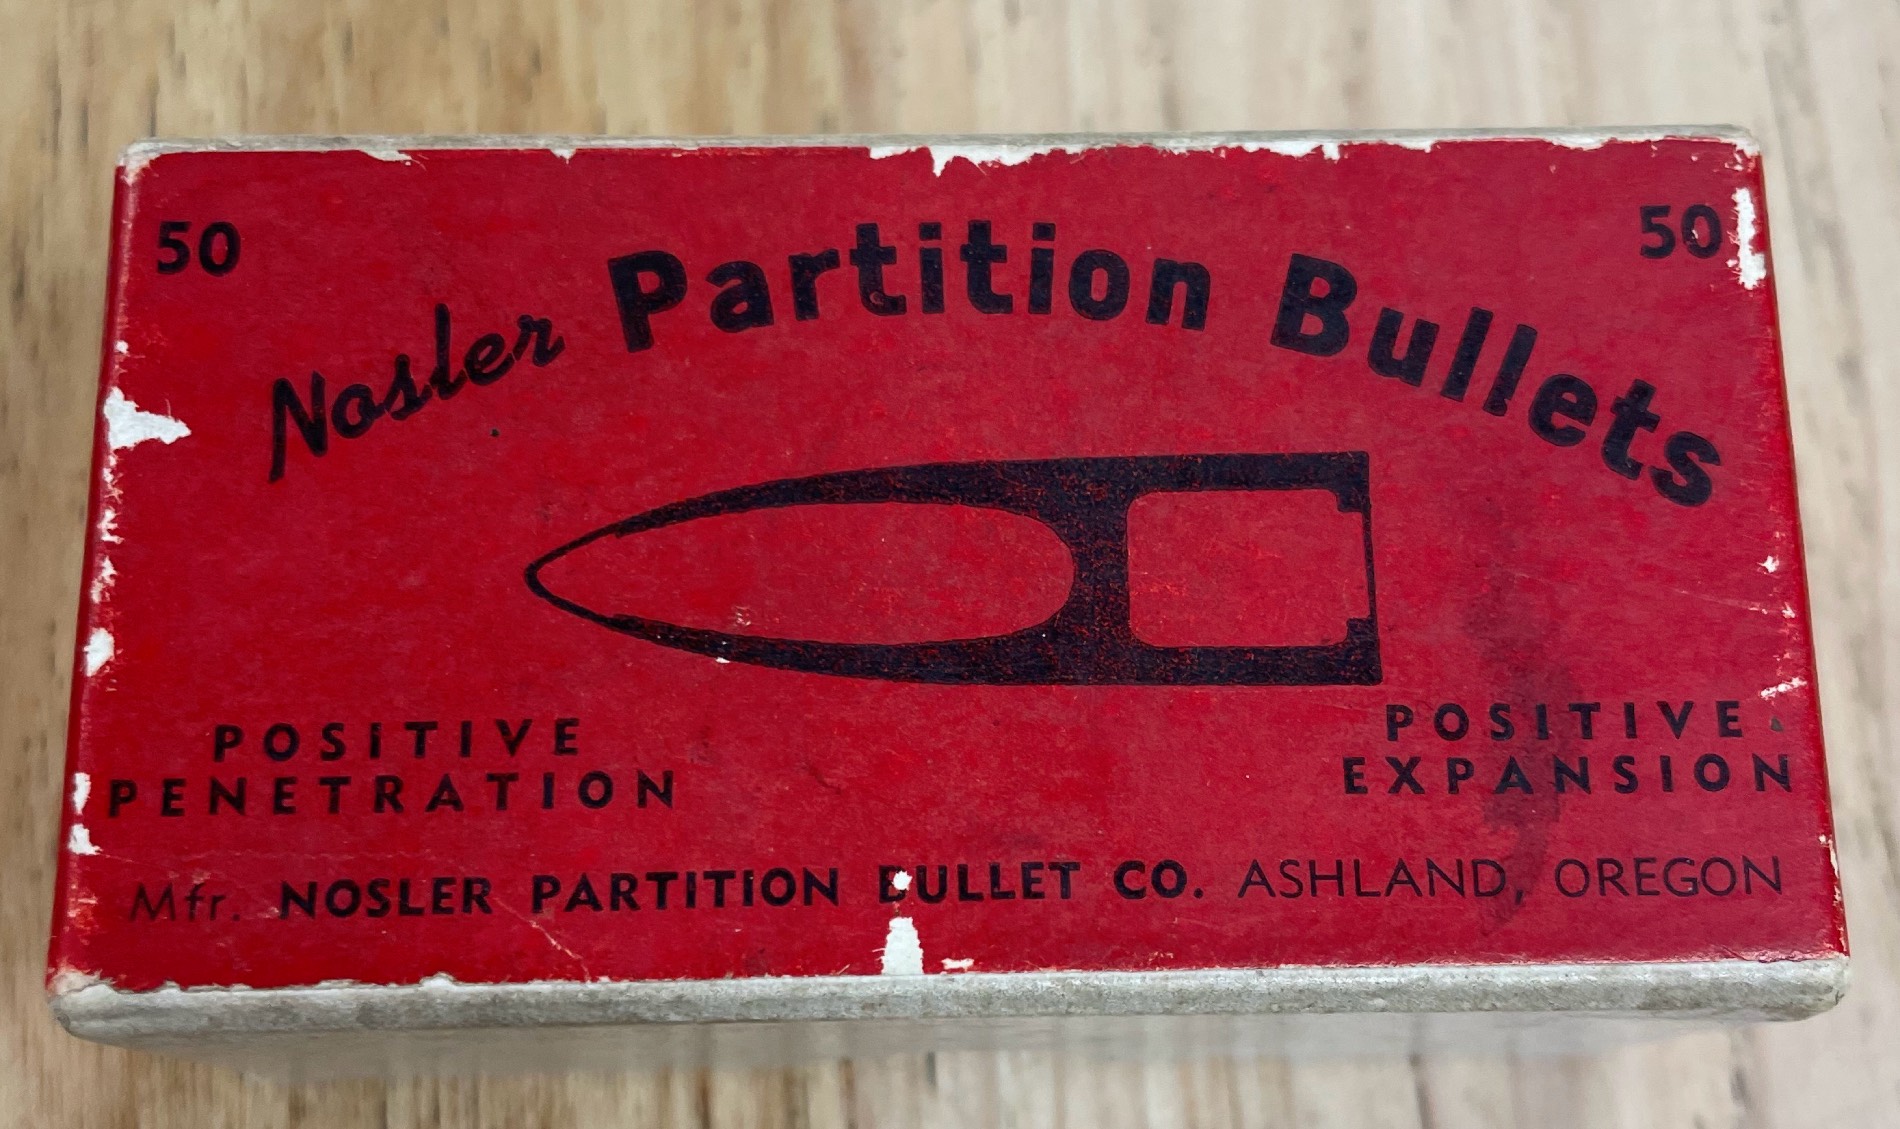 50 50
Nosler Partition Bullets
POSITIVE
PENETRATION
POSITIVE
EXPANSION
Mfr. NOSLER PARTITION BULLET CO. ASHLAND, OREGON